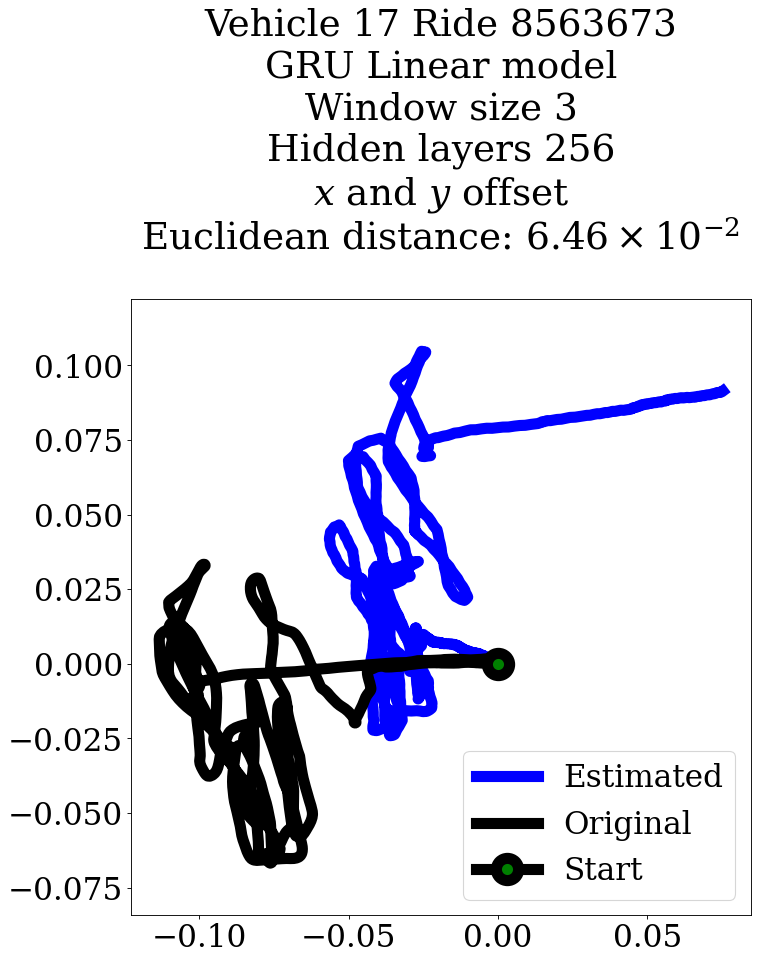 Vehicle 17 Ride 8563673
GRU Linear model
Window size 3
Hidden layers 256
x and y offset
Euclidean distance: 6.46 × 10⁻²
0.100
0.075
0.050
0.025
0.000
−0.025
−0.050
−0.075
Estimated
Original
Start
−0.10
−0.05
0.00
0.05